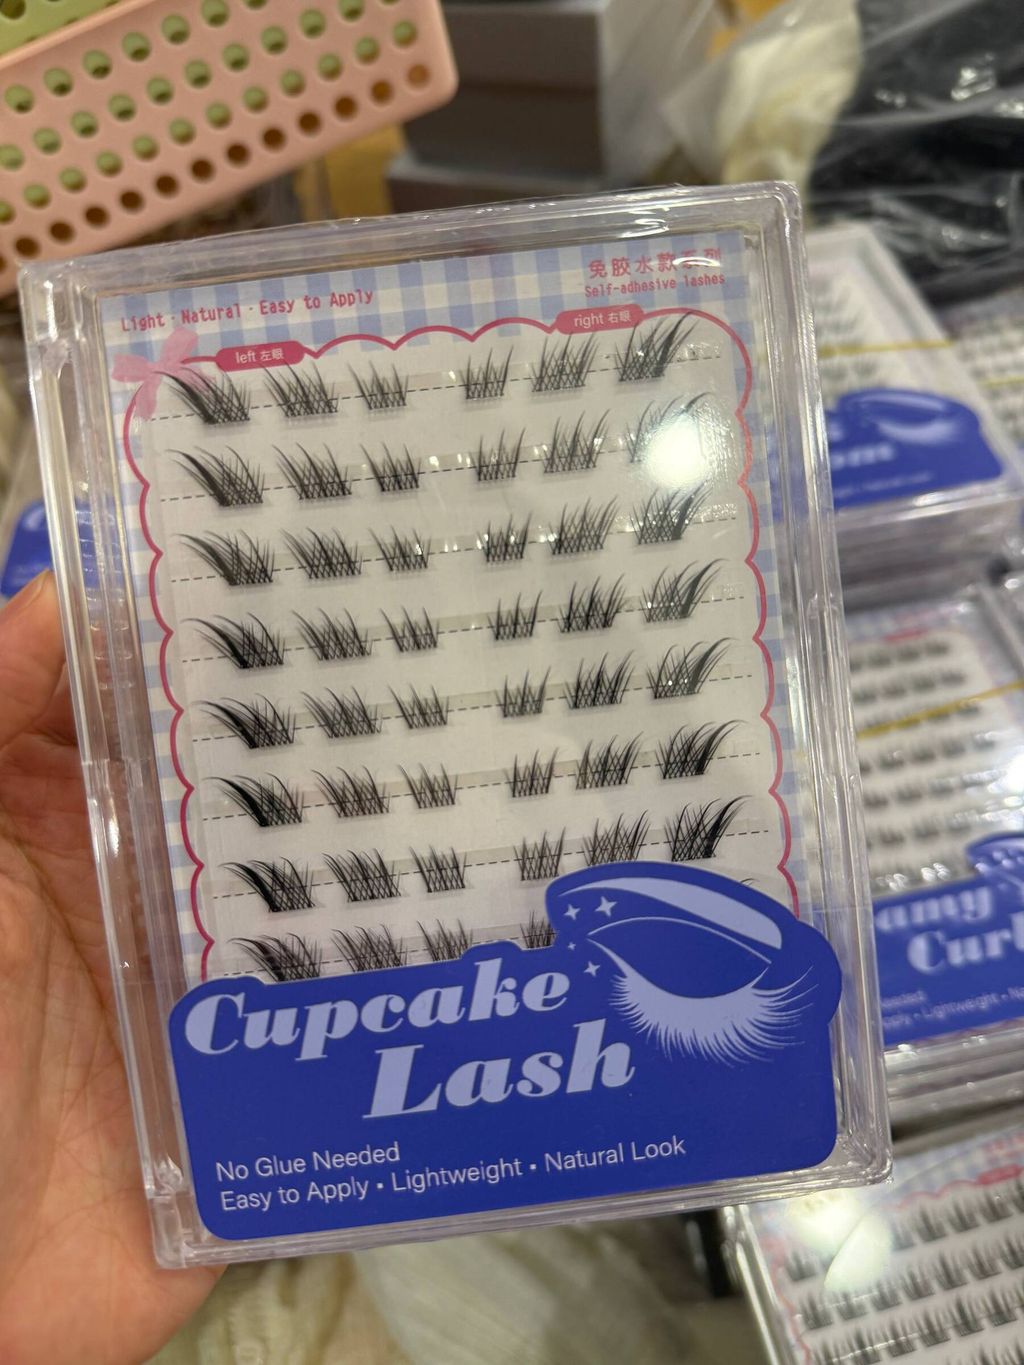 Light · Natural · Easy to Apply
免胶水款系列
Self-adhesive lashes
left 左眼
right 右眼
Cupcake
Lash
No Glue Needed
Easy to Apply • Lightweight • Natural Look
Curl